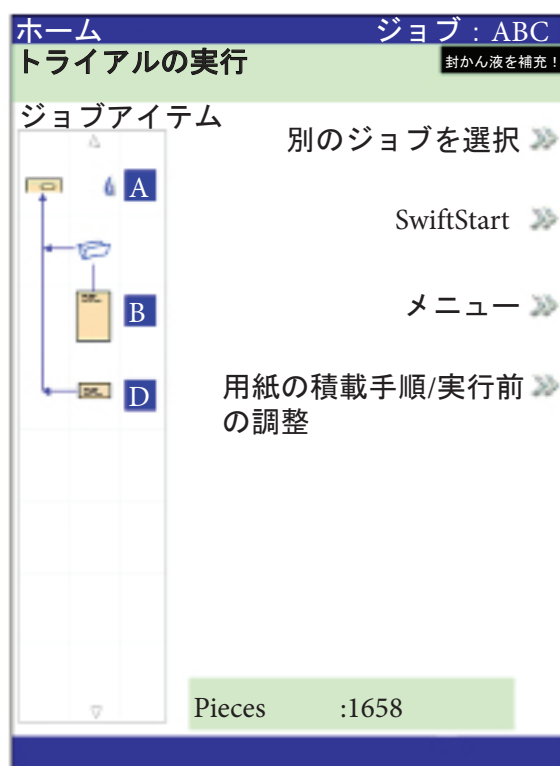 ホーム ジョブ : ABC
トライアルの実行
封かん液を補充!
ジョブアイテム
別のジョブを選択
A
SwiftStart
B
メニュー
D
用紙の積載手順/実行前
の調整
Pieces :1658